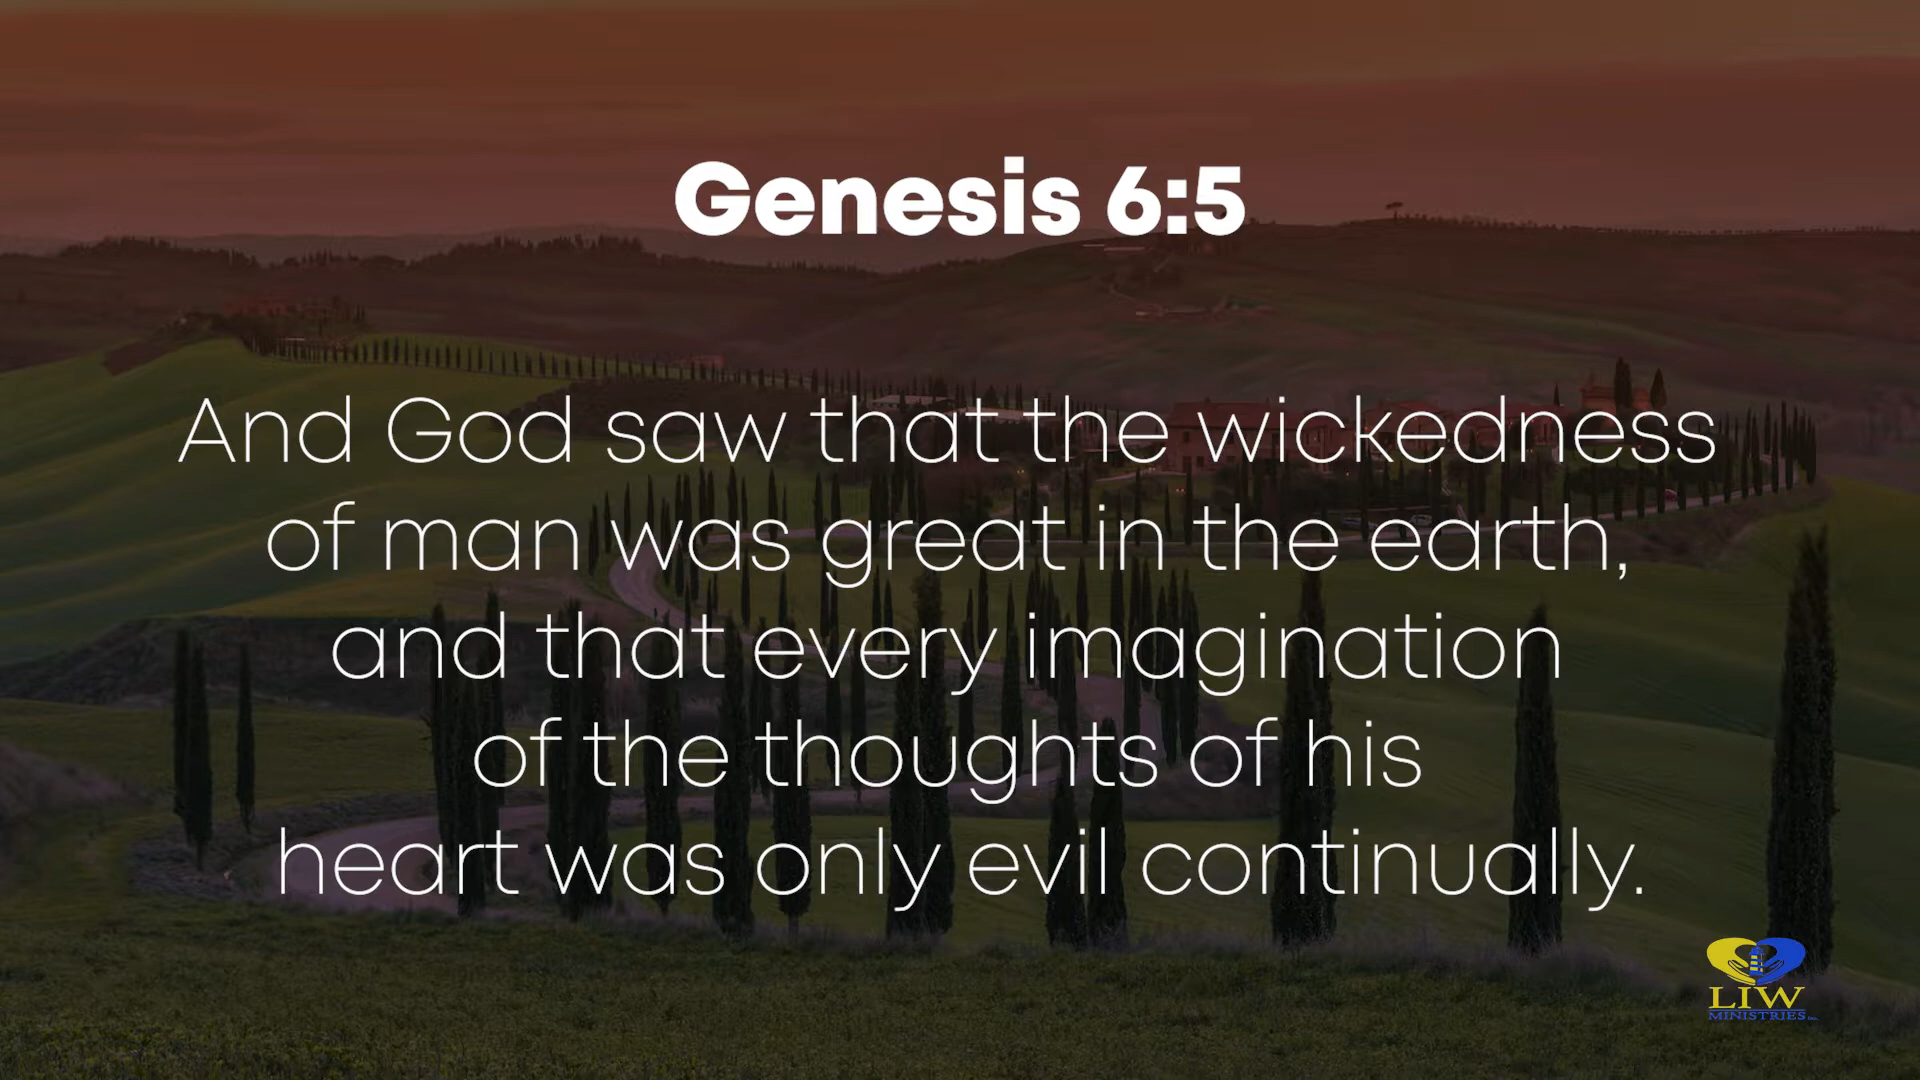 Genesis 6:5
And God saw that the wickedness
of man was great in the earth,
and that every imagination
of the thoughts of his
heart was only evil continually.
LIW
MINISTRIES